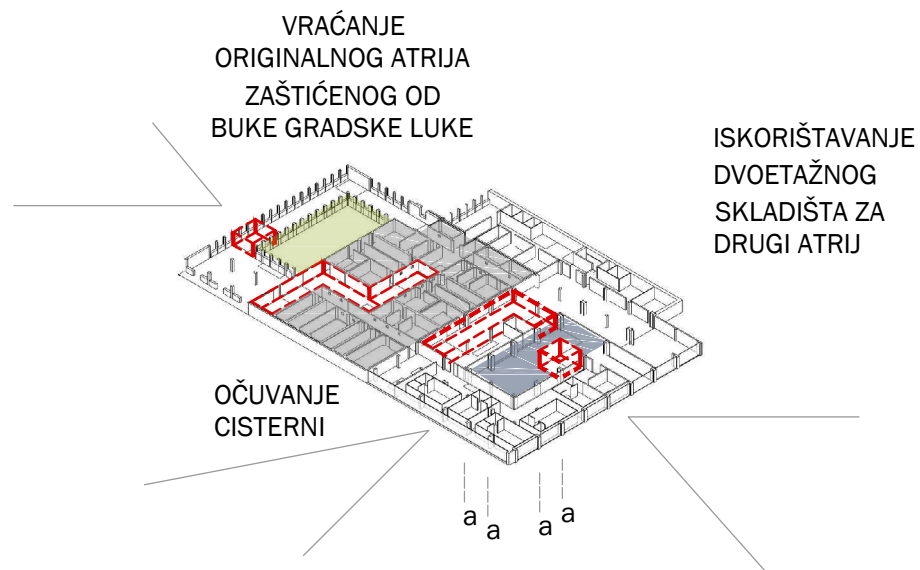 VRAĆANJE
ORIGINALNOG ATRIJA
ZAŠTIĆENOG OD
BUKE GRADSKE LUKE
ISKORIŠTAVANJE
DVOETAŽNOG
SKLADIŠTA ZA
DRUGI ATRIJ
OČUVANJE
CISTERNI
a a a a